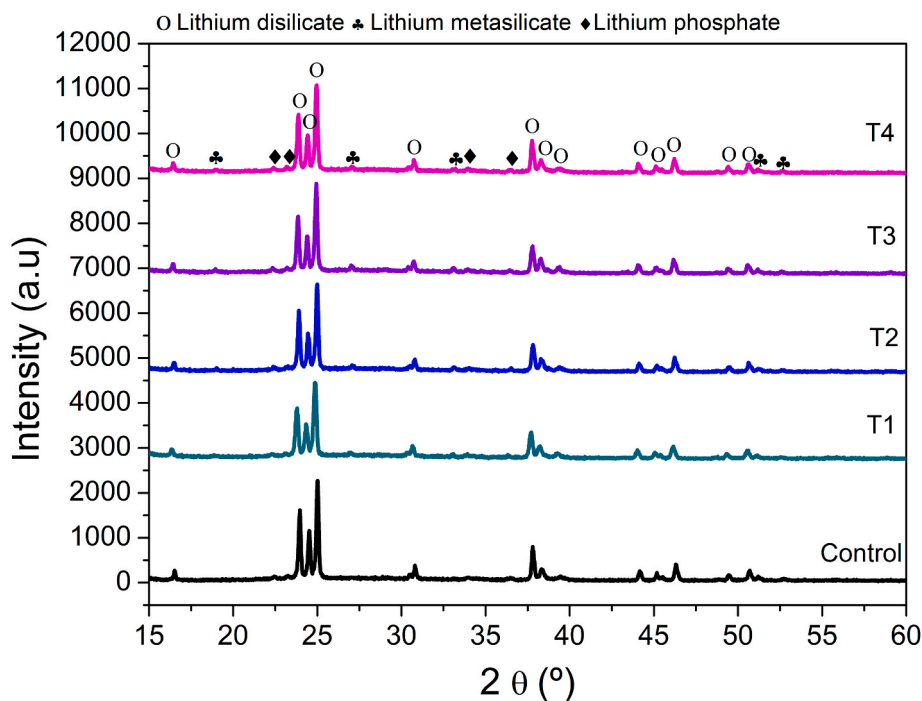 O Lithium disilicate ♣ Lithium metasilicate ♦ Lithium phosphate
12000
11000
10000
9000
8000
7000
6000
5000
4000
3000
2000
1000
0
Intensity (a.u)
T4
T3
T2
T1
Control
O ♣ ♦ ♦ O O O O ♣ ♣ ♦ ♦ O O O O O O O O ♣ ♣
15 20 25 30 35 40 45 50 55 60
2 θ (º)